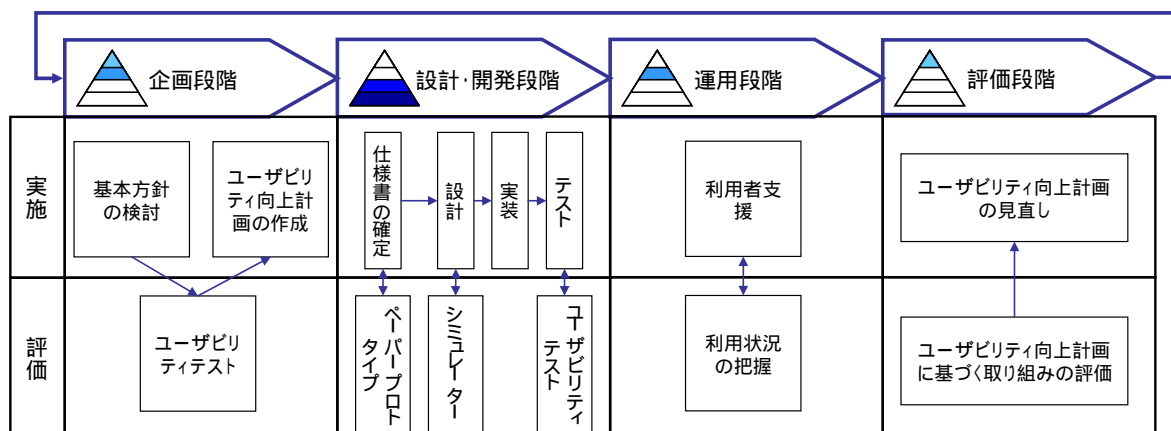 企画段階
設計・開発段階
運用段階
評価段階
実施
基本方針
の検討
ユーザビリ
ティ向上計
画の作成
仕様書の確定
設計
実装
テスト
利用者支
援
ユーザビリティ向上計画
の見直し
評価
ユーザビリ
ティテスト
ペーパープロト
タイプ
シミュレーター
ユーザビリティ
テスト
利用状況
の把握
ユーザビリティ向上計画
に基づく取り組みの評価